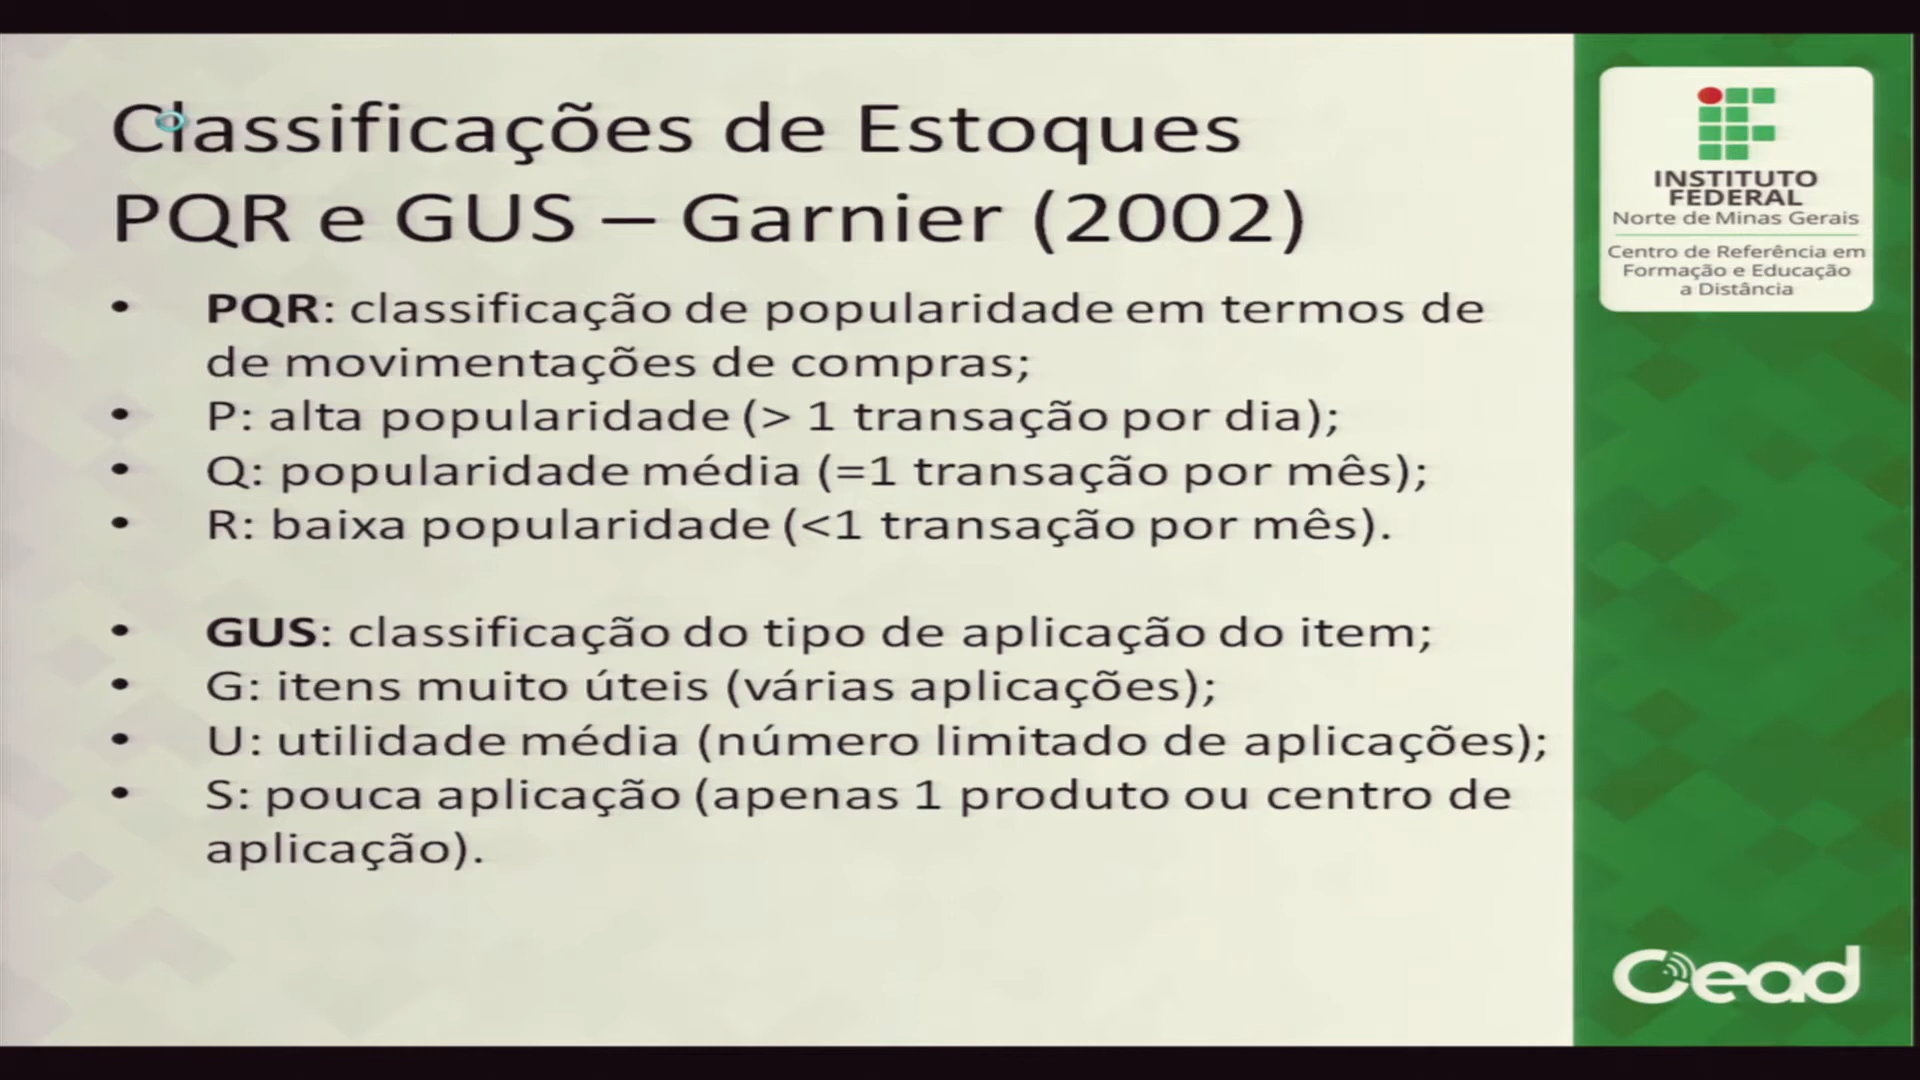 Classificações de Estoques
PQR e GUS – Garnier (2002)
• PQR: classificação de popularidade em termos de
de movimentações de compras;
• P: alta popularidade (> 1 transação por dia);
• Q: popularidade média (=1 transação por mês);
• R: baixa popularidade (<1 transação por mês).
• GUS: classificação do tipo de aplicação do item;
• G: itens muito úteis (várias aplicações);
• U: utilidade média (número limitado de aplicações);
• S: pouca aplicação (apenas 1 produto ou centro de
aplicação).
INSTITUTO
FEDERAL
Norte de Minas Gerais
Centro de Referência em
Formação e Educação
a Distância
Cead